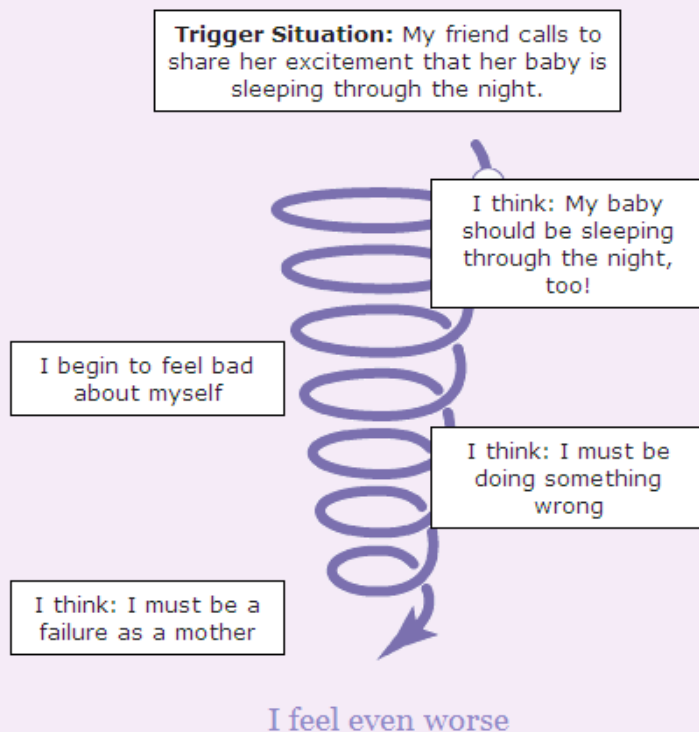 Trigger Situation: My friend calls to
share her excitement that her baby is
sleeping through the night.
I think: My baby
should be sleeping
through the night,
too!
I begin to feel bad
about myself
I think: I must be
doing something
wrong
I think: I must be a
failure as a mother
I feel even worse